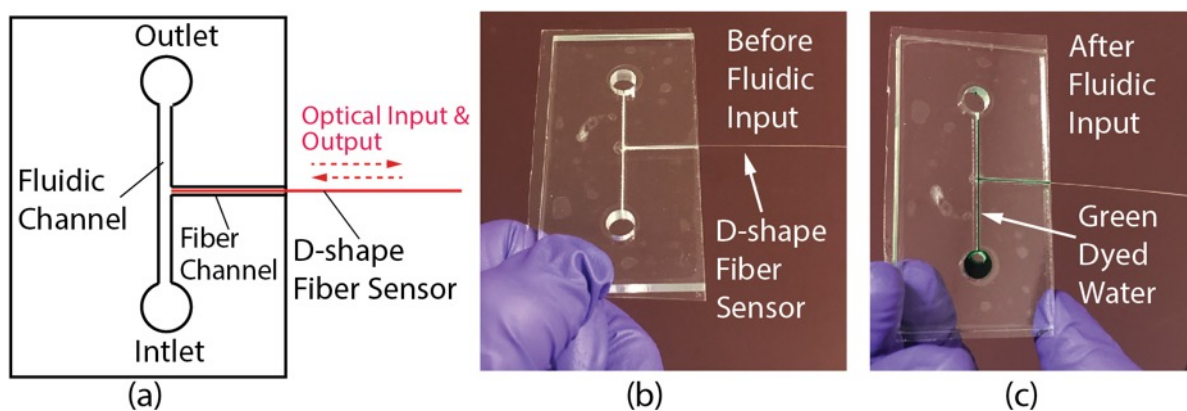 Outlet
Optical Input &
Output
Fluidic
Channel
Fiber
Channel
D-shape
Fiber Sensor
Intlet
(a)
Before
Fluidic
Input
D-shape
Fiber
Sensor
(b)
After
Fluidic
Input
Green
Dyed
Water
(c)